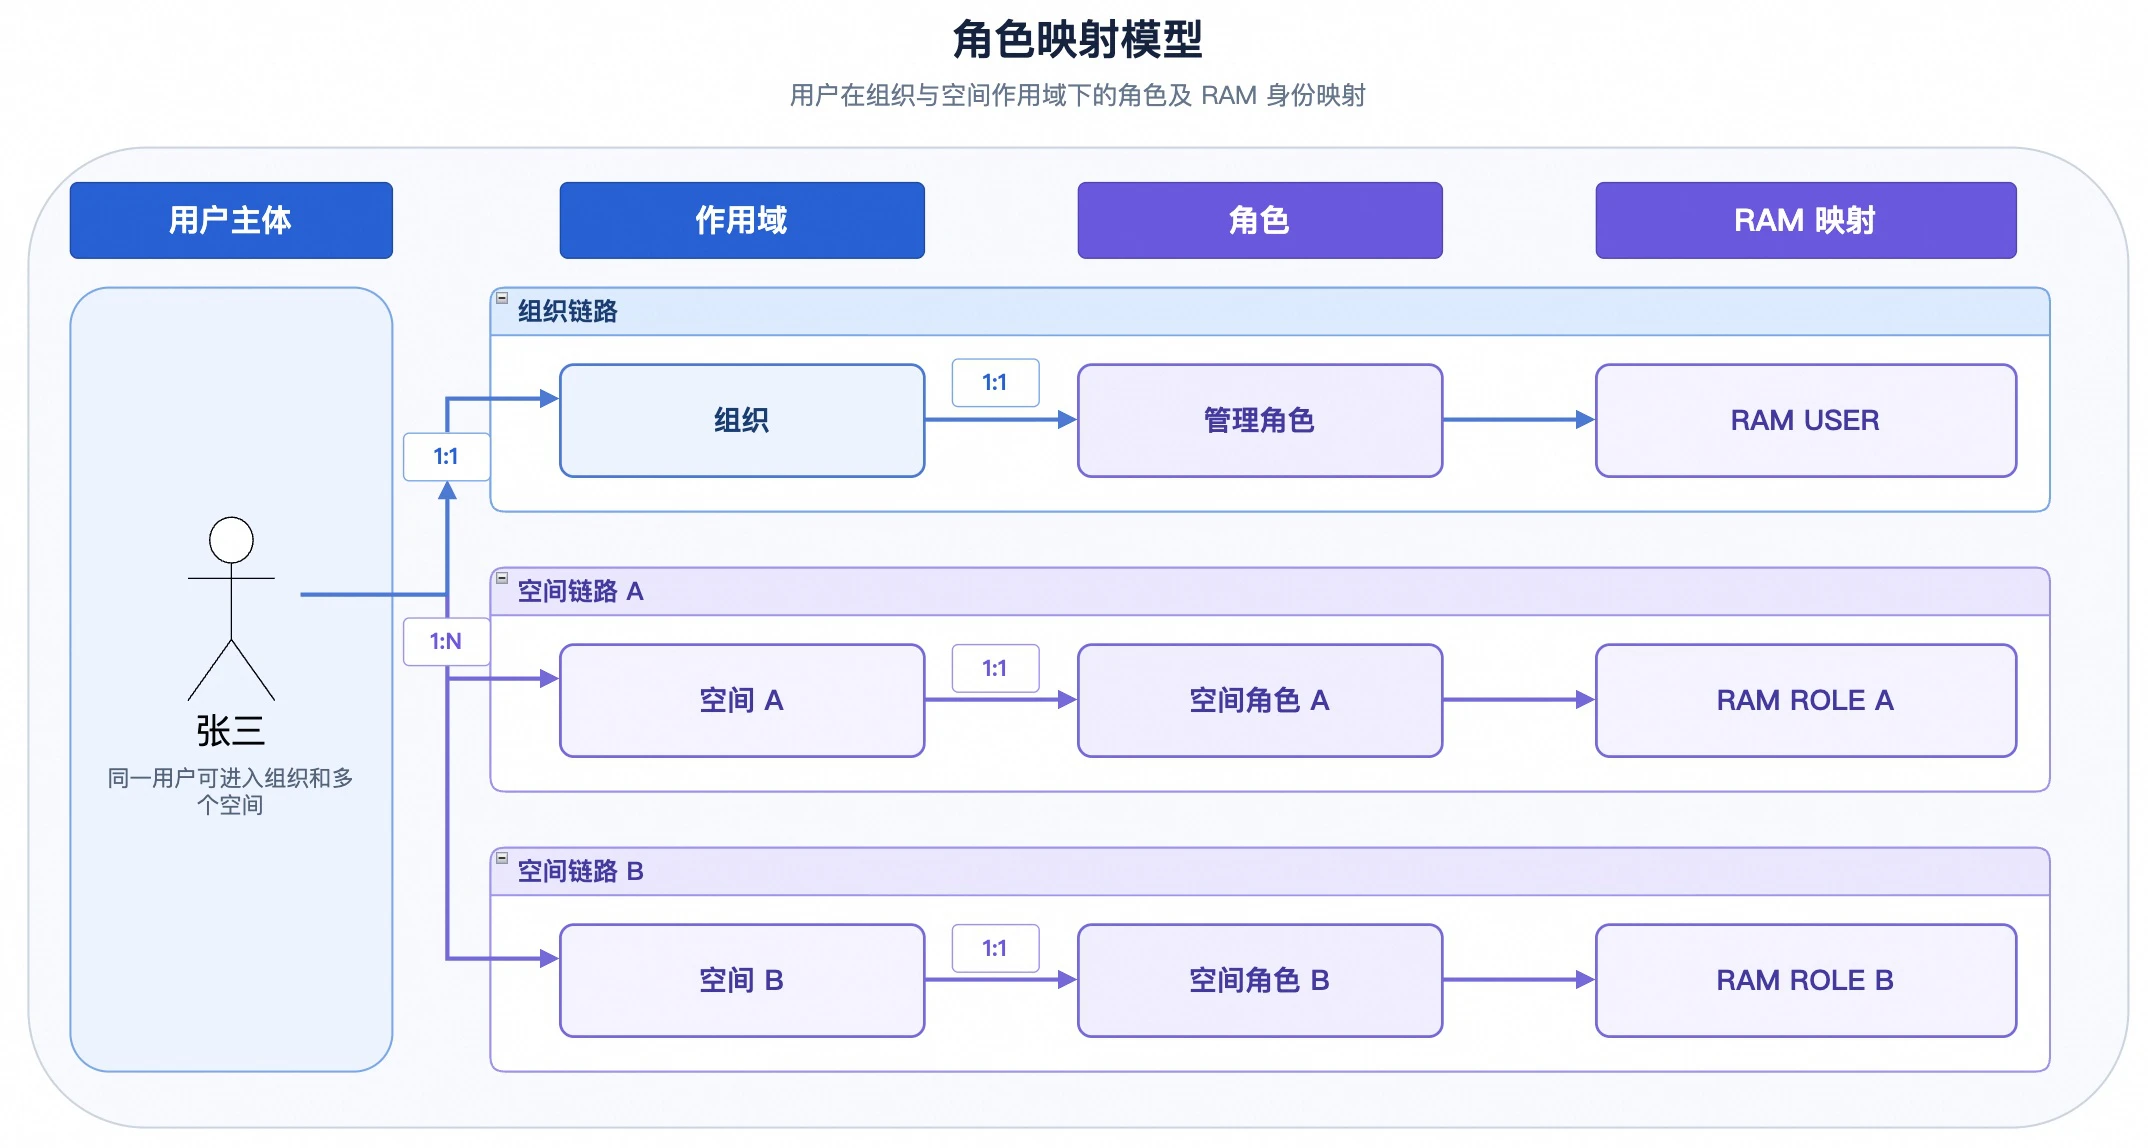 角色映射模型
用户在组织与空间作用域下的角色及 RAM 身份映射
用户主体
作用域
角色
RAM 映射
组织链路
1:1
组织
1:1
管理角色
RAM USER
张三
同一用户可进入组织和多
个空间
空间链路 A
1:N
空间 A
1:1
空间角色 A
RAM ROLE A
空间链路 B
空间 B
1:1
空间角色 B
RAM ROLE B